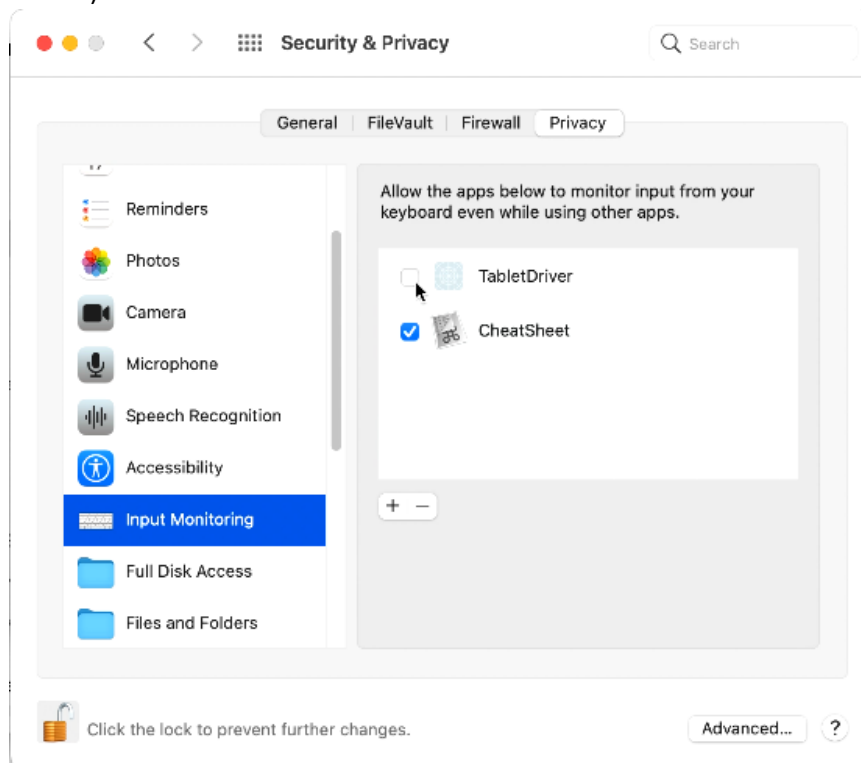 Security & Privacy
Search
General
FileVault
Firewall
Privacy
Reminders
Photos
Camera
Microphone
Speech Recognition
Accessibility
Input Monitoring
Full Disk Access
Files and Folders
Allow the apps below to monitor input from your
keyboard even while using other apps.
TabletDriver
CheatSheet
+ −
Click the lock to prevent further changes.
Advanced...
?